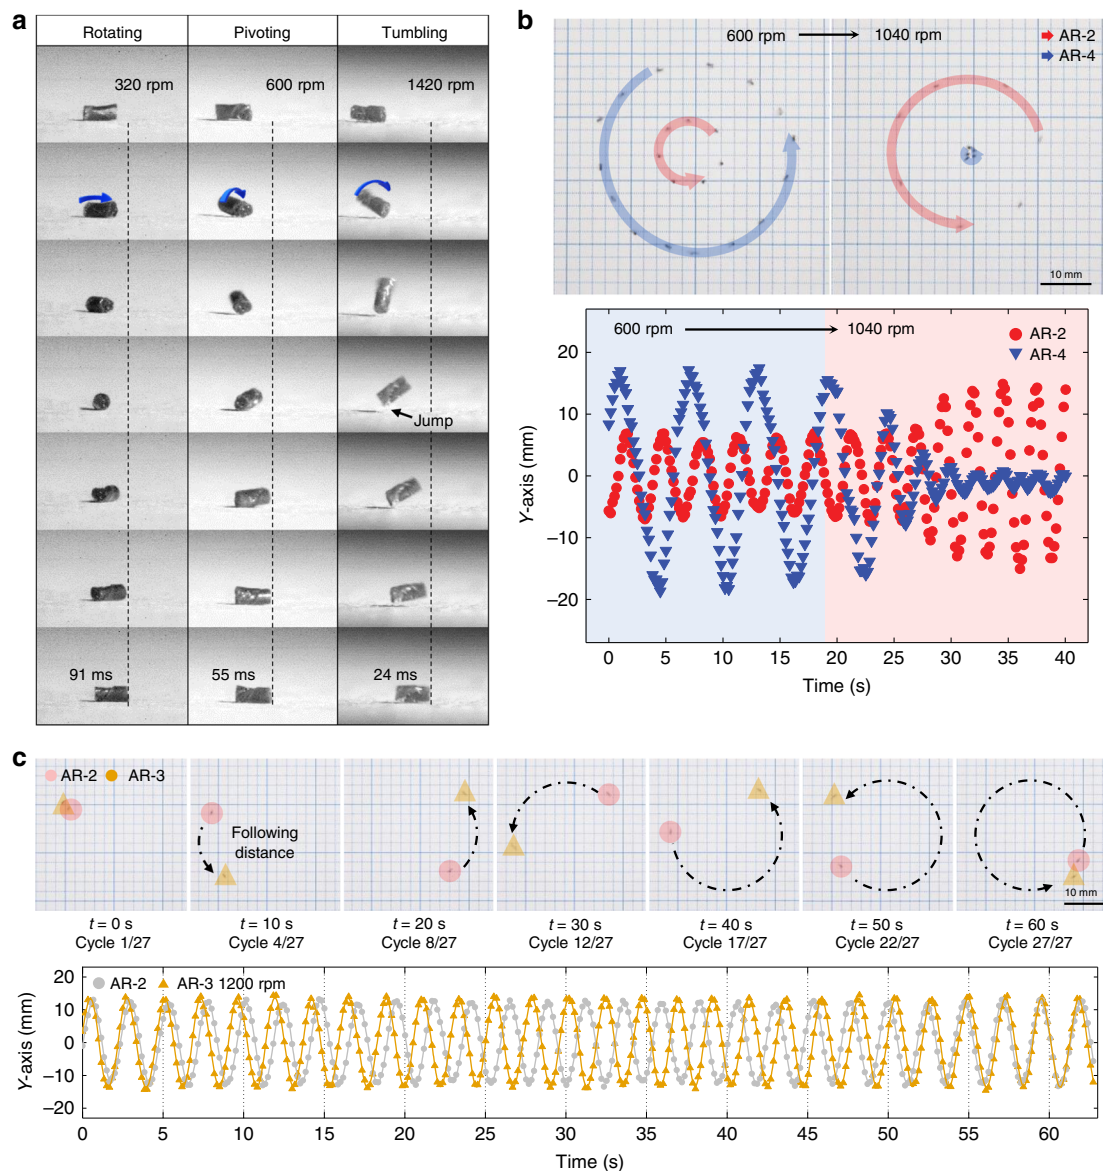 a
Rotating
Pivoting
Tumbling
320 rpm
600 rpm
1420 rpm
Jump
91 ms
55 ms
24 ms
b
600 rpm
1040 rpm
AR-2
AR-4
10 mm
600 rpm
1040 rpm
AR-2
AR-4
20
10
0
−10
−20
Y-axis (mm)
0 5 10 15 20 25 30 35 40
Time (s)
c
AR-2 AR-3
Following
distance
10 mm
t = 0 s
Cycle 1/27
t = 10 s
Cycle 4/27
t = 20 s
Cycle 8/27
t = 30 s
Cycle 12/27
t = 40 s
Cycle 17/27
t = 50 s
Cycle 22/27
t = 60 s
Cycle 27/27
AR-2 AR-3 1200 rpm
20
10
0
−10
−20
Y-axis (mm)
0 5 10 15 20 25 30 35 40 45 50 55 60
Time (s)